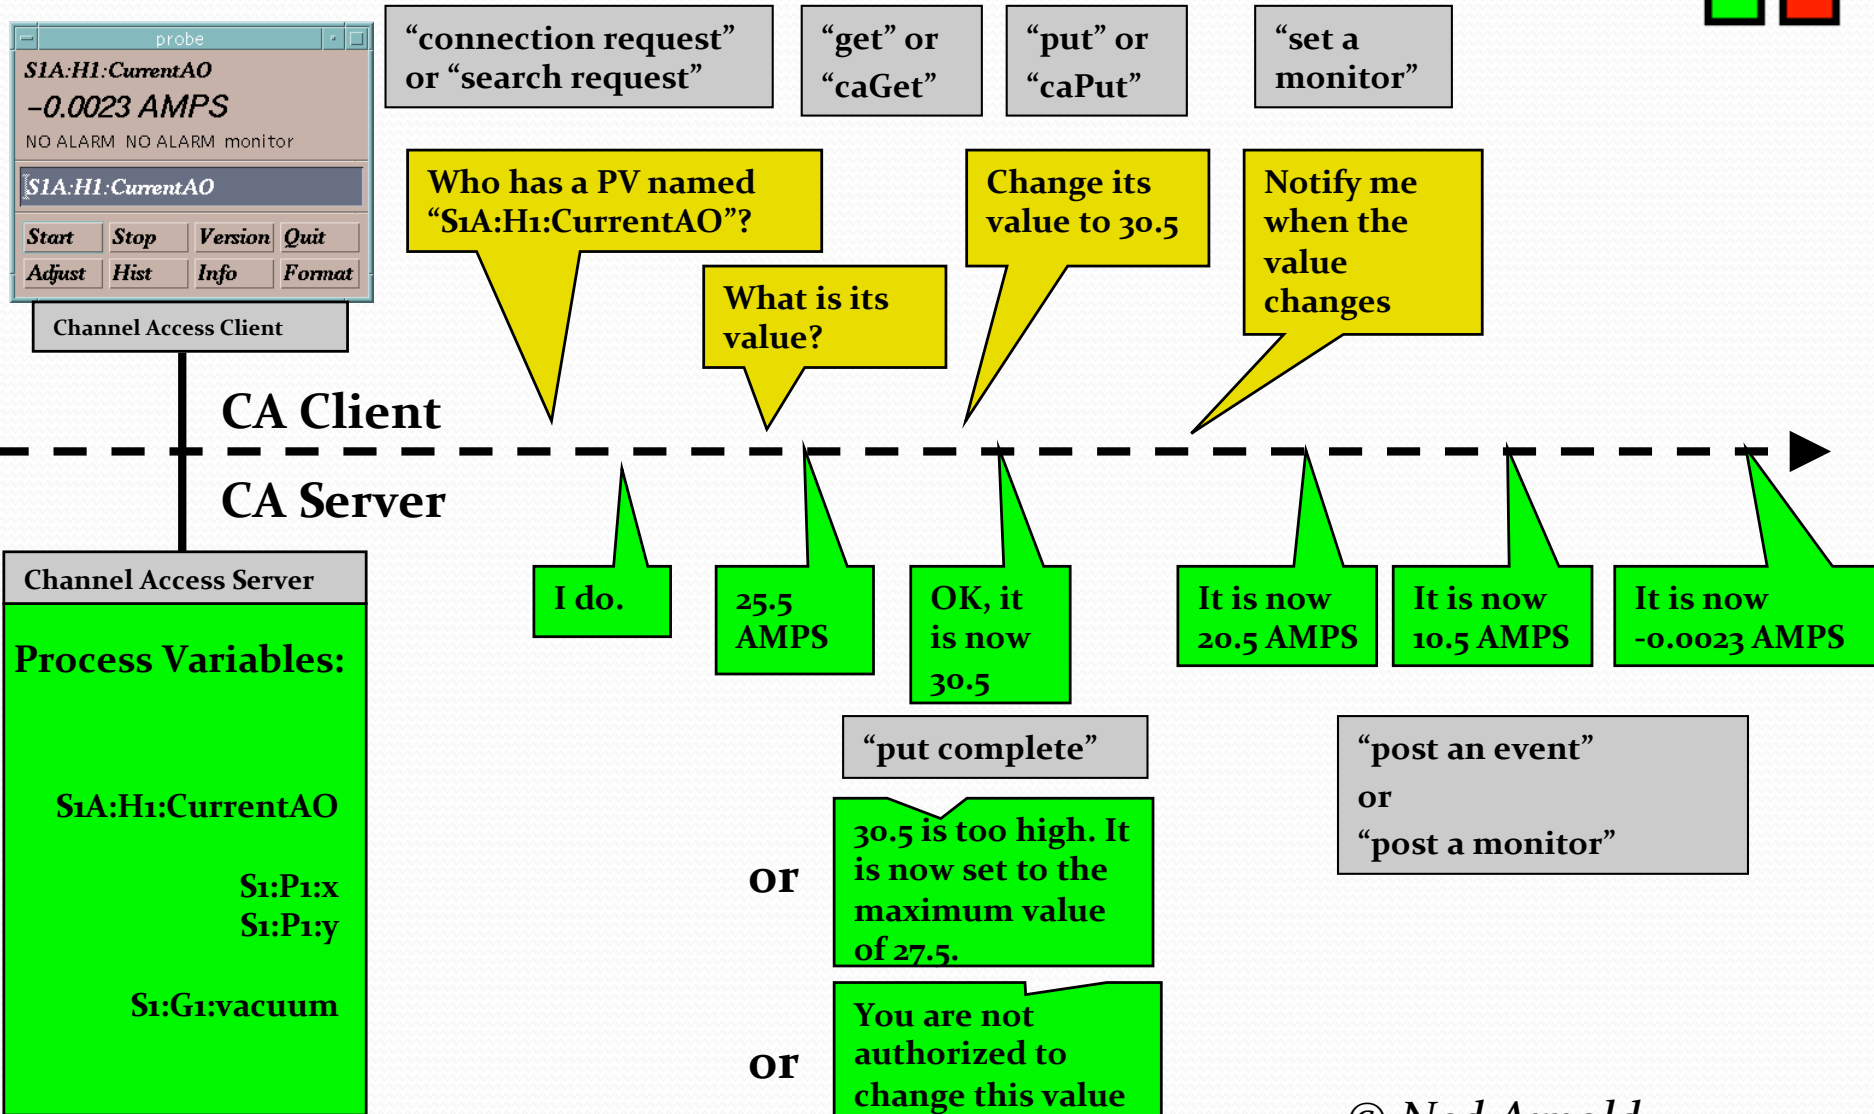 probe
S1A:H1:CurrentAO
-0.0023 AMPS
NO ALARM NO ALARM monitor
S1A:H1:CurrentAO
Start Stop Version Quit
Adjust Hist Info Format
Channel Access Client
“connection request”
or “search request”
“get” or
“caGet”
“put” or
“caPut”
“set a
monitor”
Who has a PV named
“S1A:H1:CurrentAO”?
What is its
value?
Change its
value to 30.5
Notify me
when the
value
changes
CA Client
CA Server
Channel Access Server
Process Variables:
S1A:H1:CurrentAO
S1:P1:x
S1:P1:y
S1:G1:vacuum
I do.
25.5
AMPS
OK, it
is now
30.5
It is now
20.5 AMPS
It is now
10.5 AMPS
It is now
-0.0023 AMPS
“put complete”
or
30.5 is too high. It
is now set to the
maximum value
of 27.5.
or
You are not
authorized to
change this value
“post an event”
or
“post a monitor”
© Ned Arnold